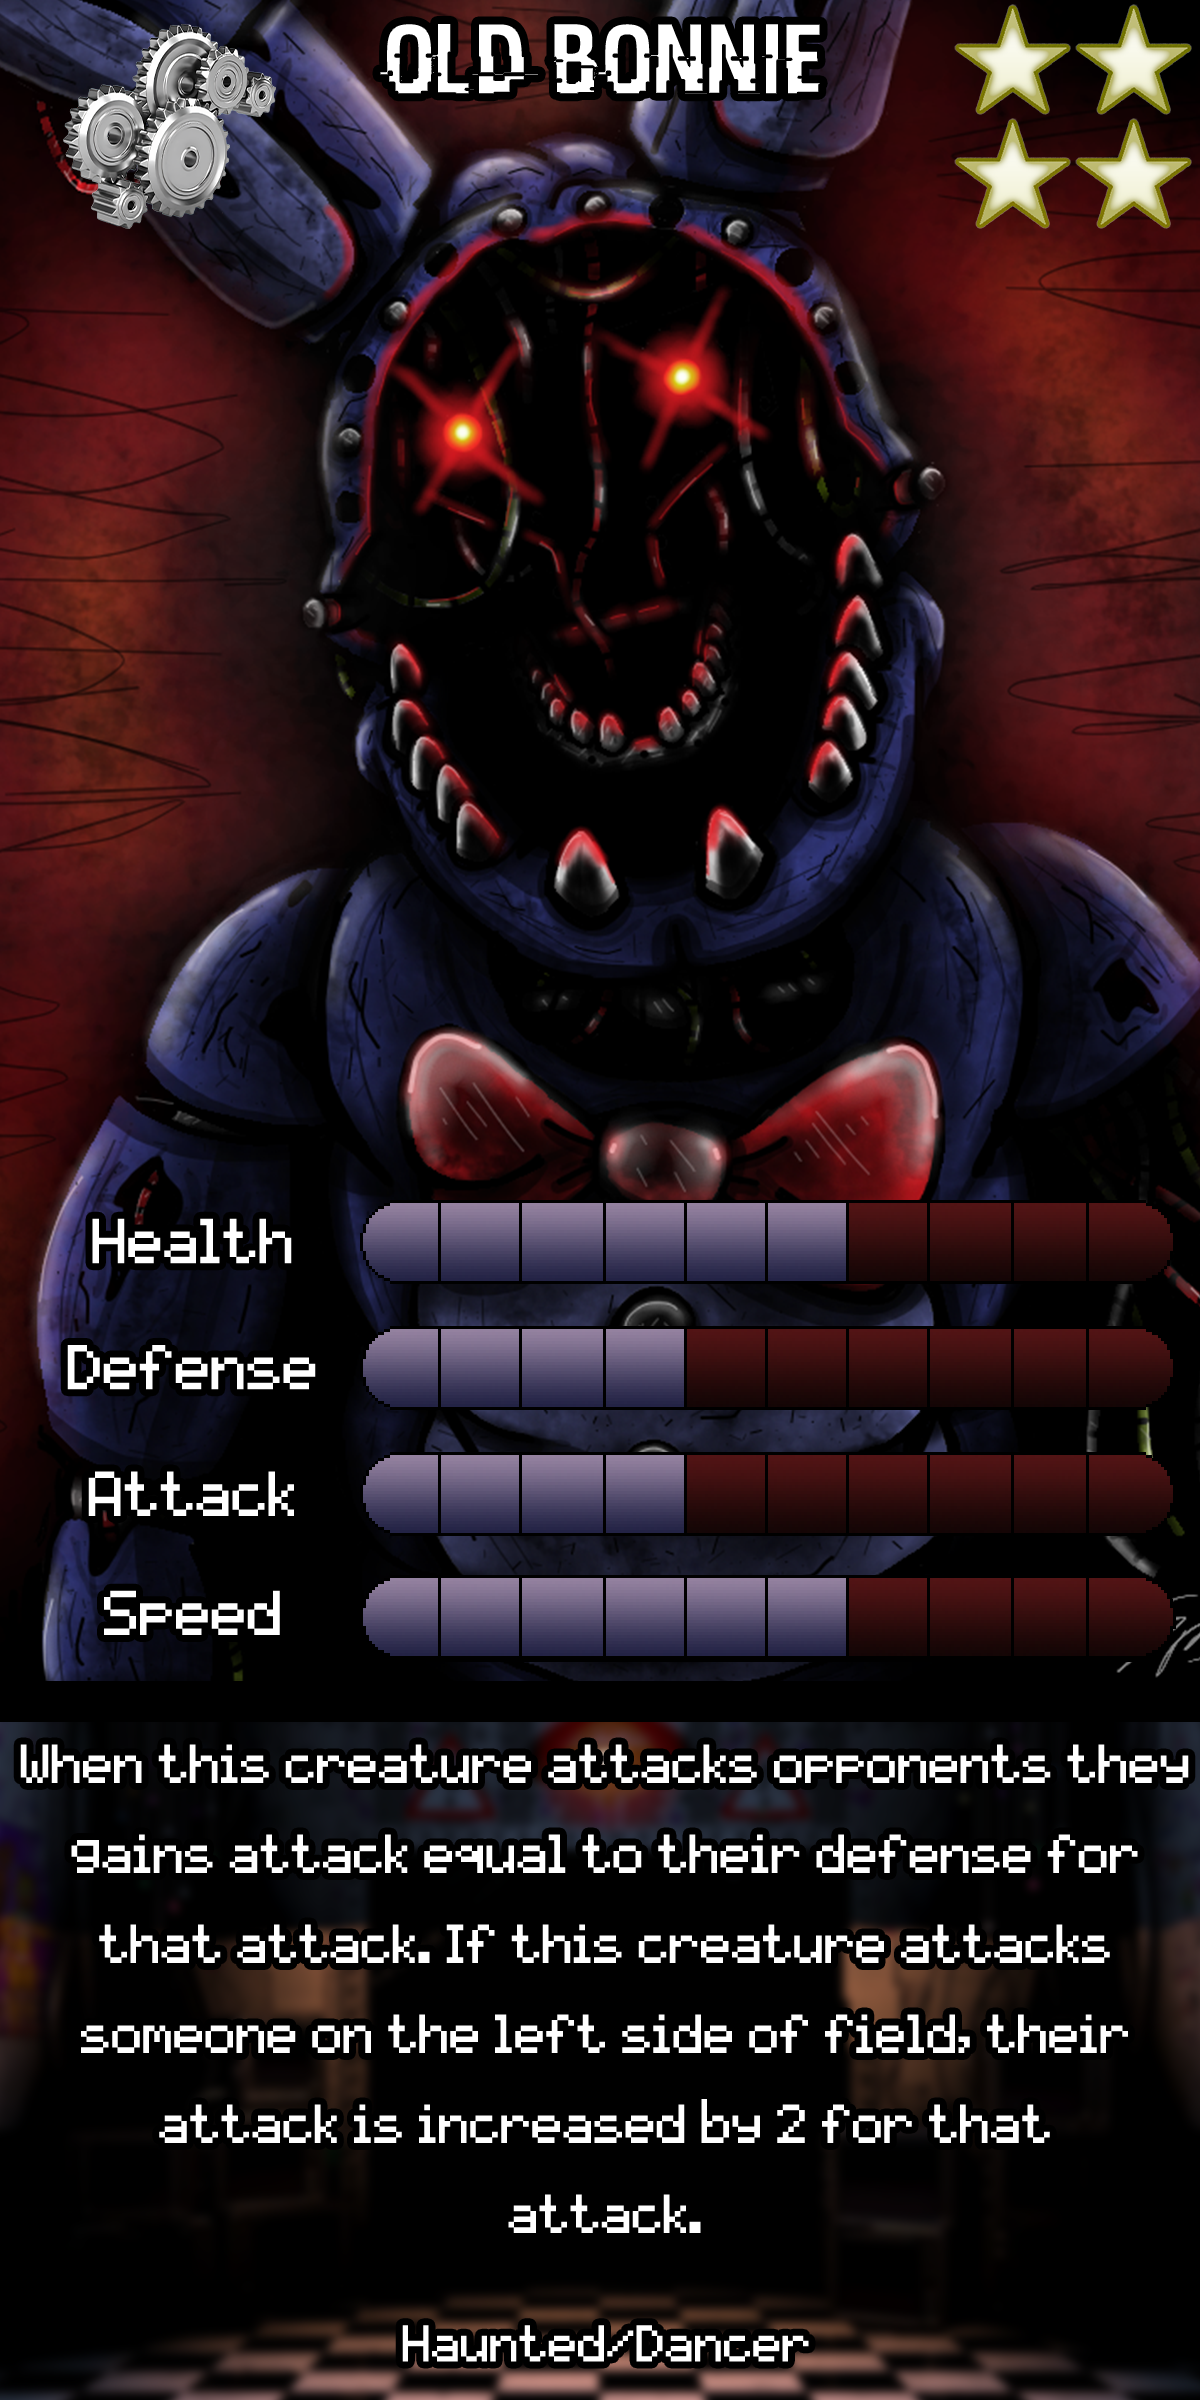 OLD BONNIE
Health
Defense
Attack
Speed
When this creature attacks opponents they
gains attack equal to their defense for
that attack. If this creature attacks
someone on the left side of field, their
attack is increased by 2 for that
attack.
Haunted/Dancer